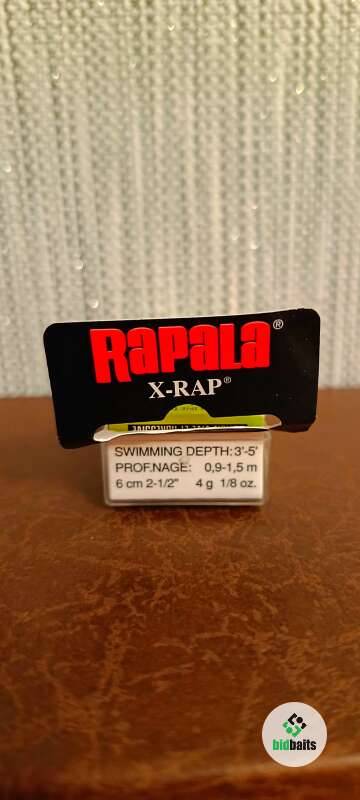 RAPALA®
X-RAP®
SWIMMING DEPTH: 3'-5'
PROF.NAGE: 0,9-1,5 m
6 cm 2-1/2" 4 g 1/8 oz.
bidbaits